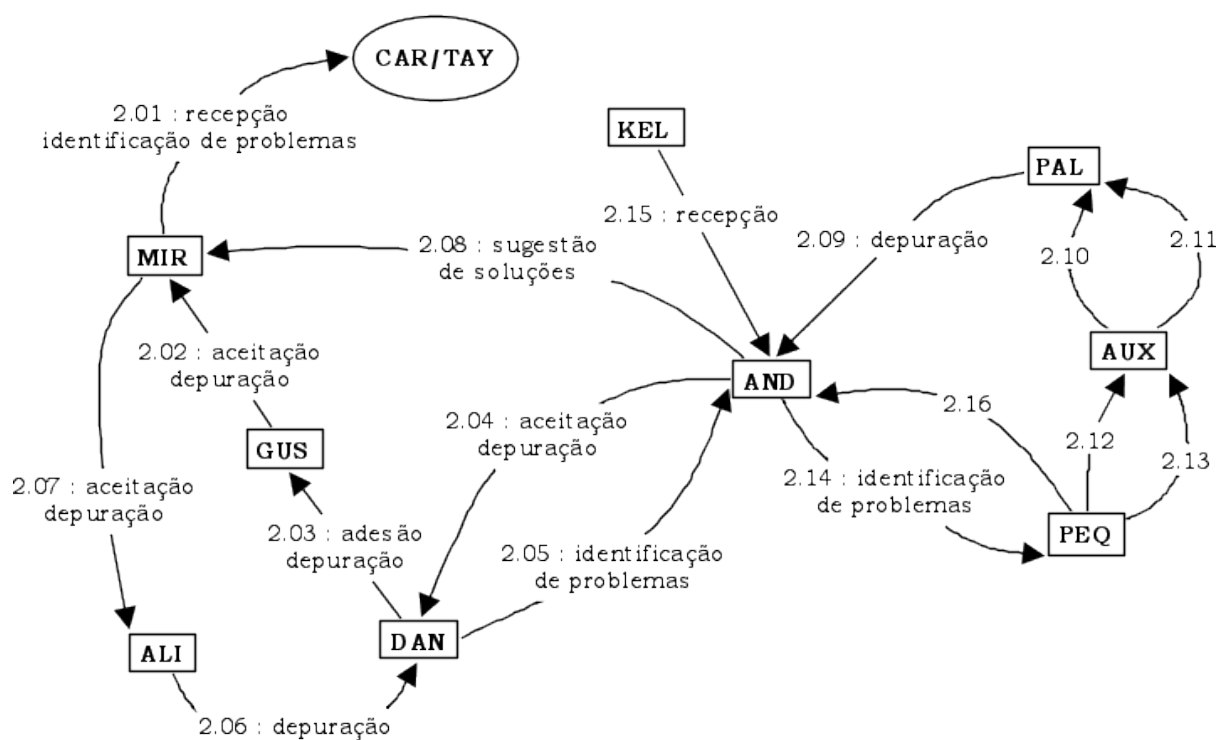 CAR/TAY
2.01 : recepção
identificação de problemas
KEL
PAL
2.15 : recepção
MIR
2.08 : sugestão
de soluções
2.09 : depuração
2.10
2.11
2.02 : aceitação
depuração
AND
AUX
2.04 : aceitação
depuração
2.16
GUS
2.12
2.13
2.07 : aceitação
depuração
2.14 : identificação
de problemas
2.03 : adesão
depuração
2.05 : identificação
de problemas
PEQ
ALI
DAN
2.06 : depuração